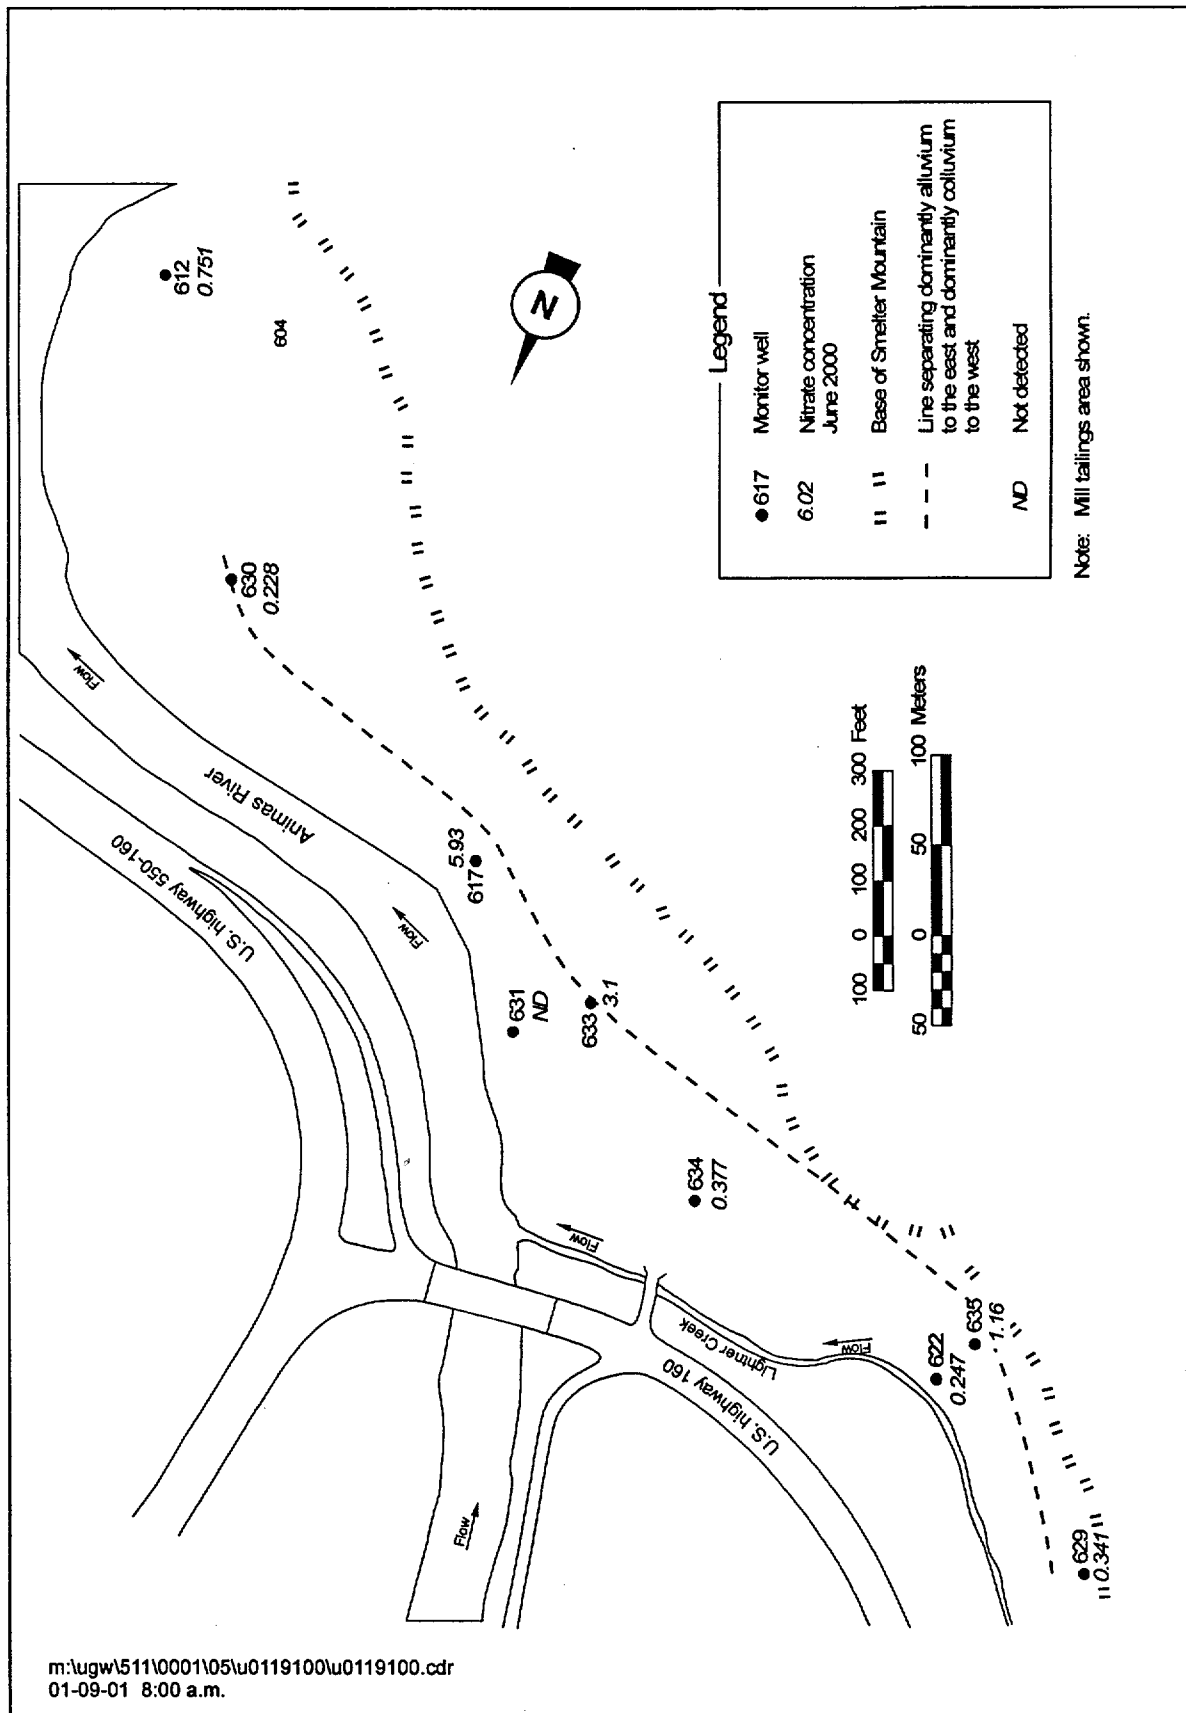 612
0.751
604
630
0.228
Flow
Animas River
U.S. highway 550-160
5.93
617
Flow
631
ND
633
3.1
634
0.377
Flow
Lightner Creek
U.S. highway 160
Flow
Flow
635
1.16
622
0.247
629
0.341
N
Legend
617 Monitor well
6.02 Nitrate concentration
June 2000
Base of Smelter Mountain
Line separating dominantly alluvium
to the east and dominantly colluvium
to the west
ND Not detected
Note: Mill tailings area shown.
100 0 100 200 300 Feet
50 0 50 100 Meters
m:\ugw\511\0001\05\u0119100\u0119100.cdr
01-09-01 8:00 a.m.